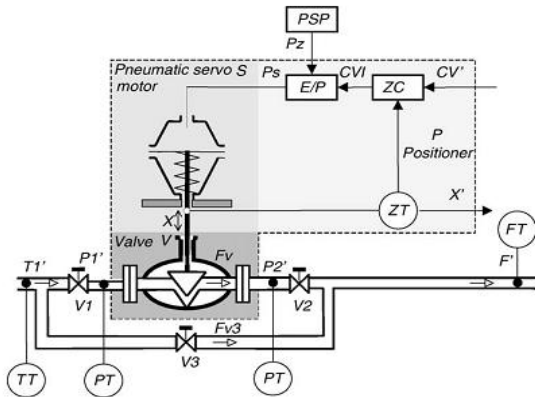 PSP
Pz
Pneumatic servo S
motor
Ps
E/P
CVI
ZC
CV'
P
Positioner
X
ZT
X'
V
Valve
Fv
FT
F'
T1'
P1'
P2'
V1
V2
Fv3
V3
TT
PT
PT